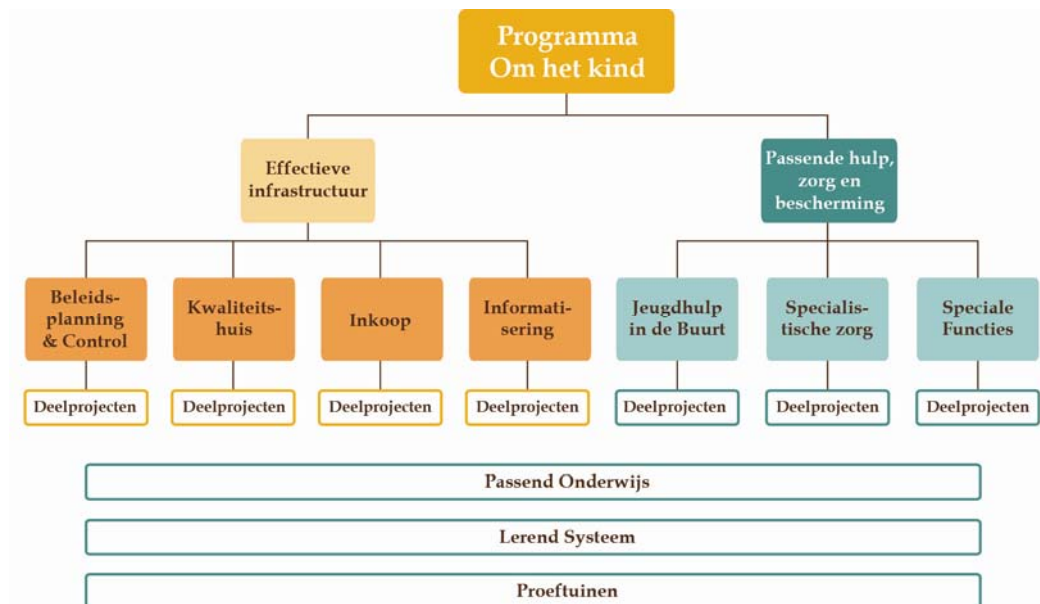 Programma
Om het kind
Effectieve
infrastructuur
Passende hulp,
zorg en
bescherming
Beleids-
planning
& Control
Kwaliteits-
huis
Inkoop
Informati-
sering
Jeugdhulp
in de Buurt
Specialis-
tische zorg
Speciale
Functies
Deelprojecten
Deelprojecten
Deelprojecten
Deelprojecten
Deelprojecten
Deelprojecten
Deelprojecten
Passend Onderwijs
Lerend Systeem
Proeftuinen